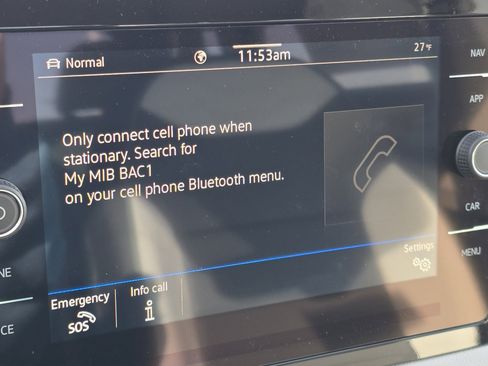 Normal
11:53am
27°F
NAV
APP
Only connect cell phone when
stationary. Search for
My MIB BAC1
on your cell phone Bluetooth menu.
CAR
Settings
MENU
Emergency
SOS
Info call
i